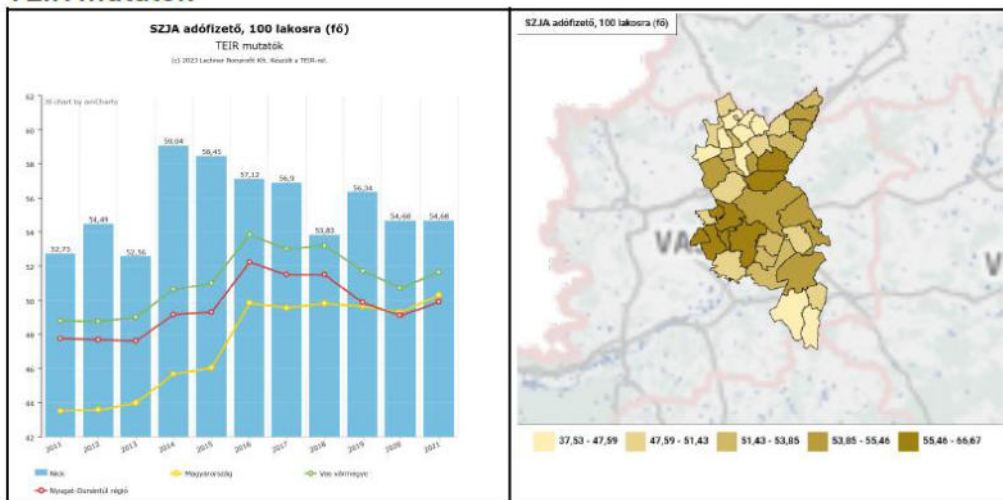 SZJA adófizető, 100 lakosra (fő)
TEIR mutatók
(c) 2023 Lechner Nonprofit Kft. Készült a TEIR-rel.
JS chart by amCharts
62
60
58
56
54
52
50
48
46
44
42
52,73
54,49
52,56
59,04
58,45
57,12
56,9
53,83
56,34
54,68
54,68
2011
2012
2013
2014
2015
2016
2017
2018
2019
2020
2021
Nick
Magyarország
Vas vármegye
Nyugat-Dunántúl régió
SZJA adófizető, 100 lakosra (fő)
VAS
V
37,53 - 47,59
47,59 - 51,43
51,43 - 53,85
53,85 - 55,46
55,46 - 66,67